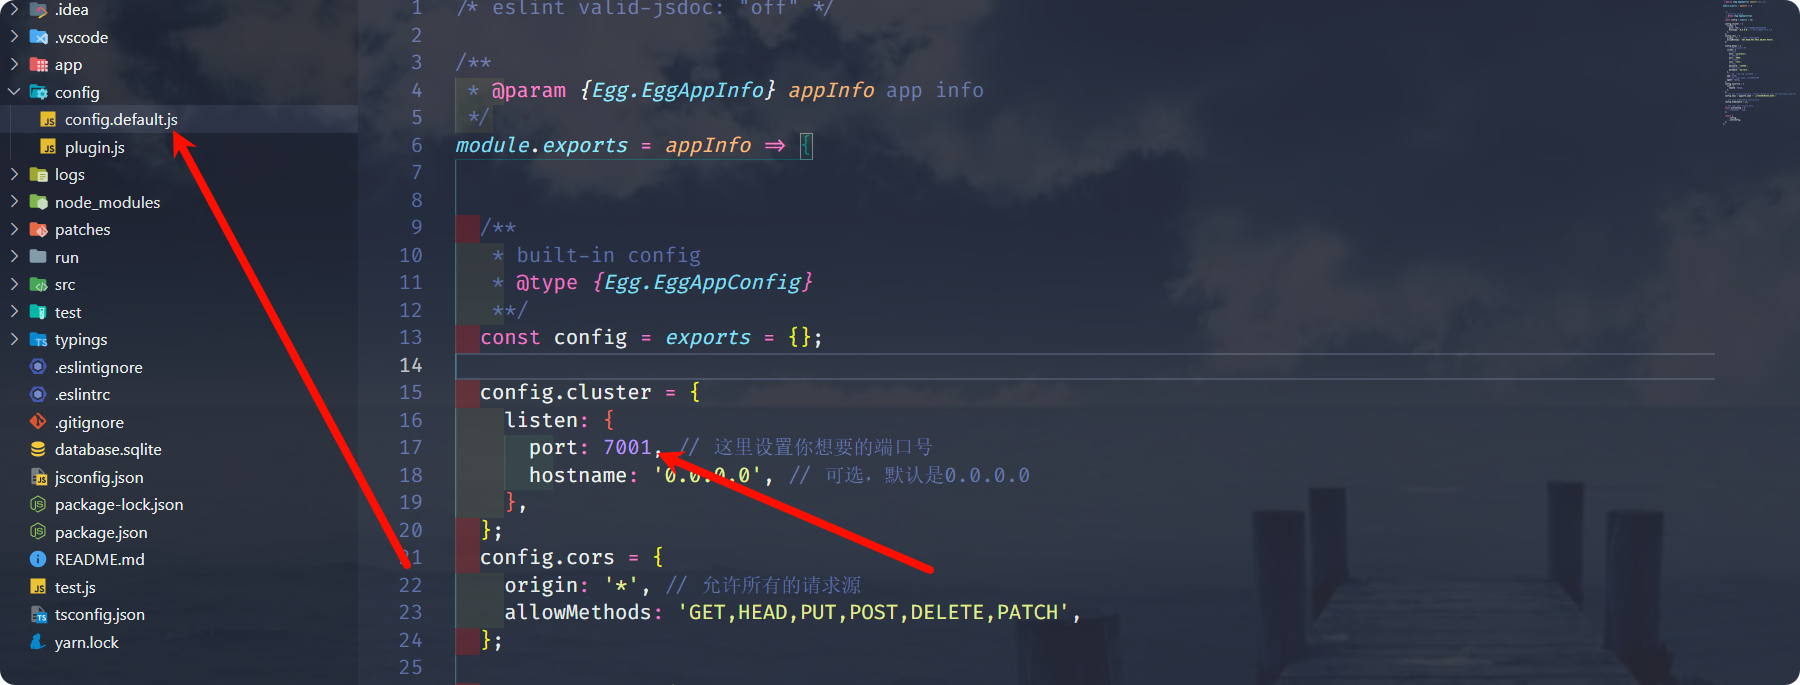 .idea
.vscode
app
config
config.default.js
plugin.js
logs
node_modules
patches
run
src
test
typings
.eslintignore
.eslintrc
.gitignore
database.sqlite
jsconfig.json
package-lock.json
package.json
README.md
test.js
tsconfig.json
yarn.lock
1 /* eslint valid-jsdoc: "off" */
2
3 /**
4 * @param {Egg.EggAppInfo} appInfo app info
5 */
6 module.exports = appInfo => {
7
8
9 /**
10 * built-in config
11 * @type {Egg.EggAppConfig}
12 **/
13 const config = exports = {};
14
15 config.cluster = {
16 listen: {
17 port: 7001, // 这里设置你想要的端口号
18 hostname: '0.0.0.0', // 可选，默认是0.0.0.0
19 },
20 };
21 config.cors = {
22 origin: '*', // 允许所有的请求源
23 allowMethods: 'GET,HEAD,PUT,POST,DELETE,PATCH',
24 };
25